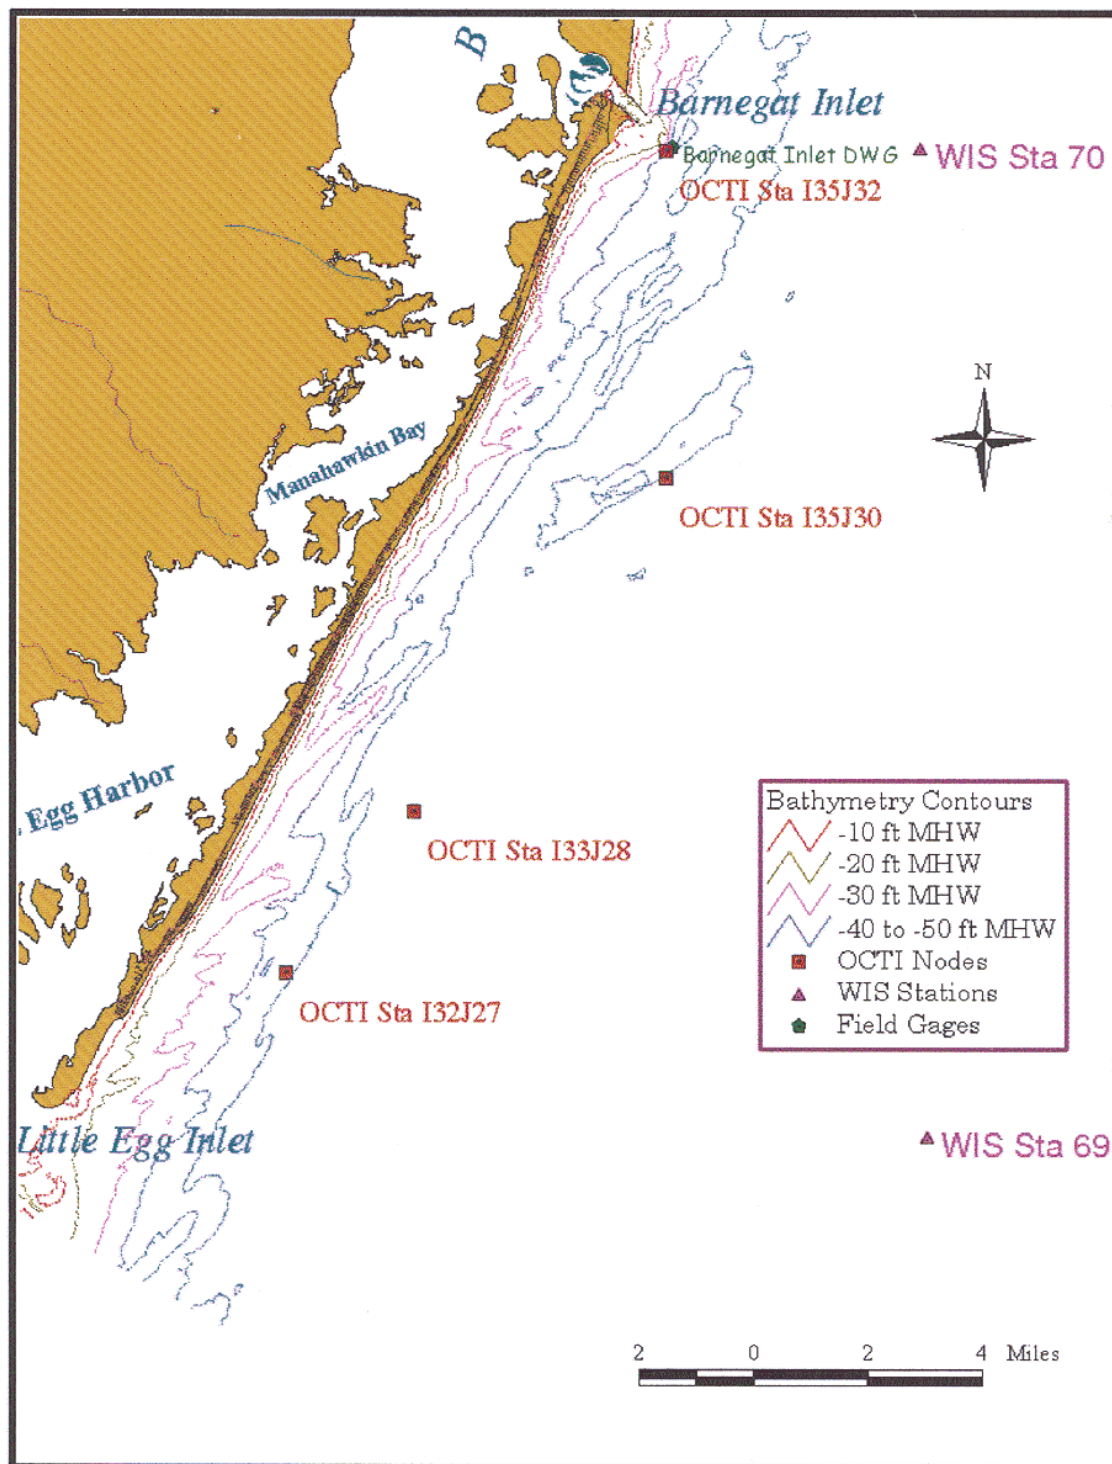 B
Barnegat Inlet
Barnegat Inlet DWG
WIS Sta 70
OCTI Sta I35J32
N
Manahawkin Bay
OCTI Sta I35J30
Egg Harbor
Bathymetry Contours
-10 ft MHW
-20 ft MHW
-30 ft MHW
-40 to -50 ft MHW
OCTI Nodes
WIS Stations
Field Gages
OCTI Sta I33J28
OCTI Sta I32J27
Little Egg Inlet
WIS Sta 69
2 0 2 4 Miles